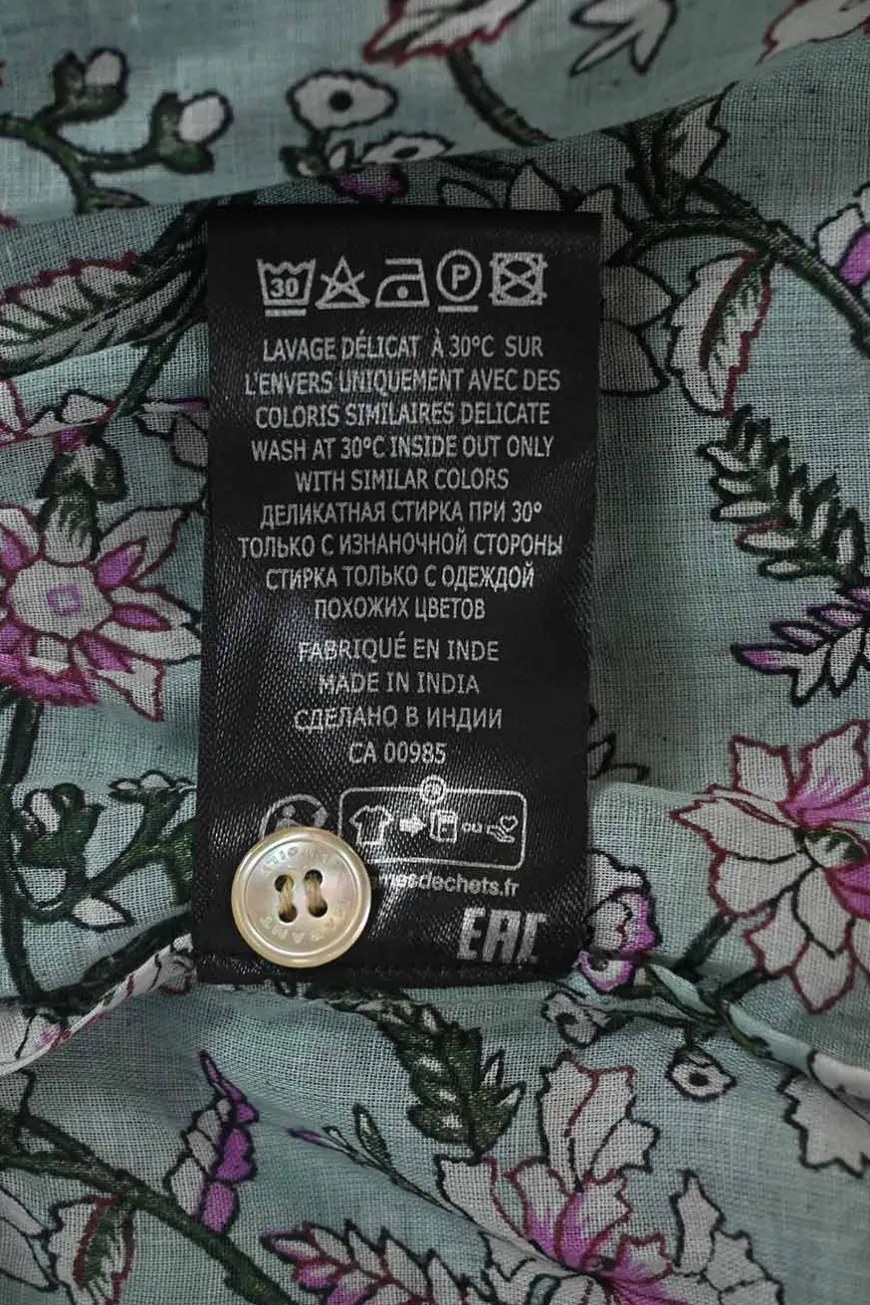 30
P
LAVAGE DÉLICAT À 30°C SUR
L'ENVERS UNIQUEMENT AVEC DES
COLORIS SIMILAIRES DELICATE
WASH AT 30°C INSIDE OUT ONLY
WITH SIMILAR COLORS
ДЕЛИКАТНАЯ СТИРКА ПРИ 30°
ТОЛЬКО С ИЗНАНОЧНОЙ СТОРОНЫ
СТИРКА ТОЛЬКО С ОДЕЖДОЙ
ПОХОЖИХ ЦВЕТОВ
FABRIQUÉ EN INDE
MADE IN INDIA
СДЕЛАНО В ИНДИИ
CA 00985
OU
EAC